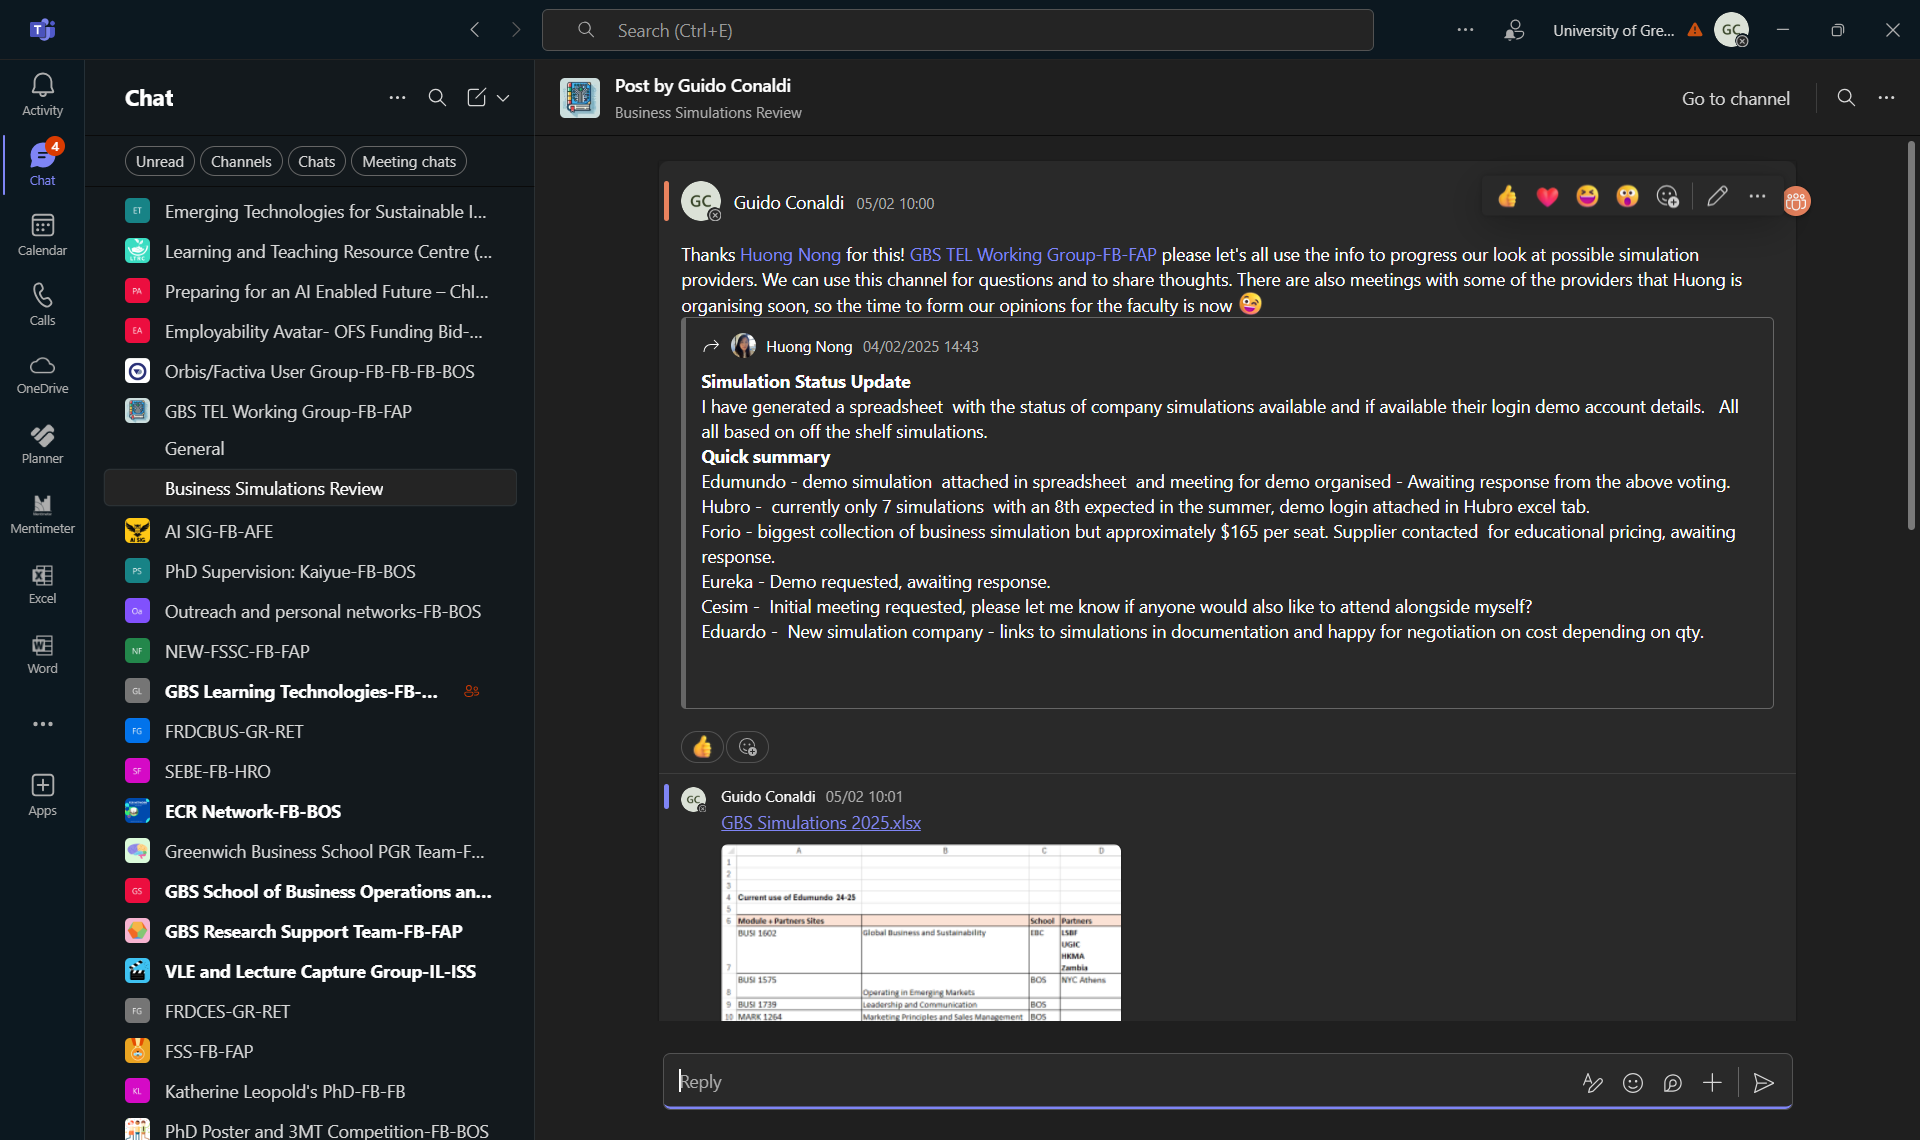 Search (Ctrl+E)
University of Gre...
GC
Activity
4
Chat
Calendar
Calls
OneDrive
Planner
Mentimeter
Mentimeter
Excel
Word
Apps
Chat
Unread
Channels
Chats
Meeting chats
ET
Emerging Technologies for Sustainable I...
Learning and Teaching Resource Centre (...
PA
Preparing for an AI Enabled Future – ChI...
EA
Employability Avatar- OFS Funding Bid-...
Orbis/Factiva User Group-FB-FB-FB-BOS
GBS TEL Working Group-FB-FAP
General
Business Simulations Review
AI SIG
AI SIG-FB-AFE
PS
PhD Supervision: Kaiyue-FB-BOS
Oa
Outreach and personal networks-FB-BOS
NF
NEW-FSSC-FB-FAP
GL
GBS Learning Technologies-FB-...
FG
FRDCBUS-GR-RET
SF
SEBE-FB-HRO
ECR Network-FB-BOS
Greenwich Business School PGR Team-F...
GS
GBS School of Business Operations an...
GBS Research Support Team-FB-FAP
VLE and Lecture Capture Group-IL-ISS
FG
FRDCES-GR-RET
FSS-FB-FAP
KL
Katherine Leopold's PhD-FB-FB
PhD Poster and 3MT Competition-FB-BOS
Post by Guido Conaldi
Business Simulations Review
Go to channel
GC
Guido Conaldi 05/02 10:00
Thanks Huong Nong for this! GBS TEL Working Group-FB-FAP please let's all use the info to progress our look at possible simulation
providers. We can use this channel for questions and to share thoughts. There are also meetings with some of the providers that Huong is
organising soon, so the time to form our opinions for the faculty is now 😜
Huong Nong 04/02/2025 14:43
Simulation Status Update
I have generated a spreadsheet with the status of company simulations available and if available their login demo account details. All
all based on off the shelf simulations.
Quick summary
Edumundo - demo simulation attached in spreadsheet and meeting for demo organised - Awaiting response from the above voting.
Hubro - currently only 7 simulations with an 8th expected in the summer, demo login attached in Hubro excel tab.
Forio - biggest collection of business simulation but approximately $165 per seat. Supplier contacted for educational pricing, awaiting
response.
Eureka - Demo requested, awaiting response.
Cesim - Initial meeting requested, please let me know if anyone would also like to attend alongside myself?
Eduardo - New simulation company - links to simulations in documentation and happy for negotiation on cost depending on qty.
GC
Guido Conaldi 05/02 10:01
GBS Simulations 2025.xlsx
A B C D
1
2
3
4 Current use of Edumundo 24-25
5
6 Module + Partners Sites School Partners
BUSI 1602 Global Business and Sustainability EBC LSBF
UGIC
HKMA
7 Zambia
BUSI 1575 BOS NYC Athens
8 Operating in Emerging Markets
9 BUSI 1739 Leadership and Communication BOS
10 MARK 1264 Marketing Principles and Sales Management BOS
Reply